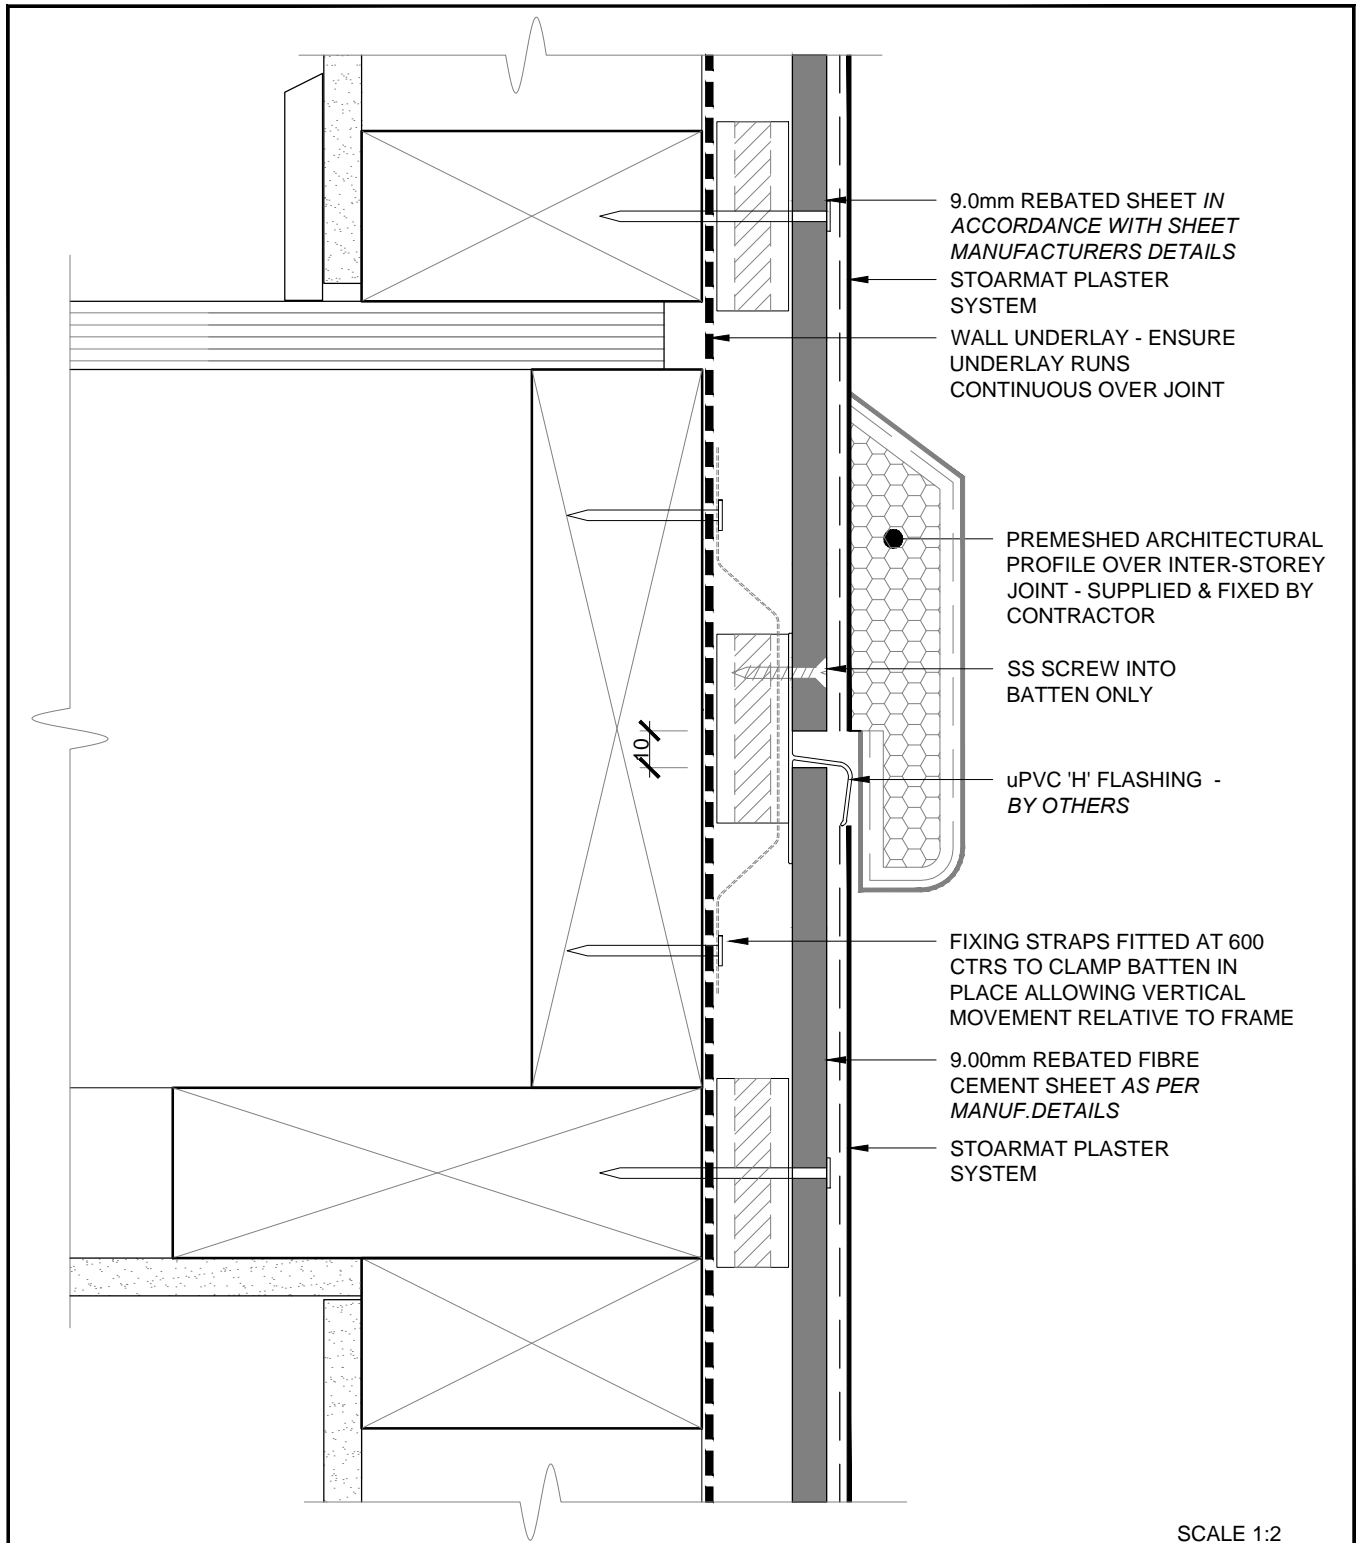 9.0mm REBATED SHEET IN
ACCORDANCE WITH SHEET
MANUFACTURERS DETAILS
STOARMAT PLASTER
SYSTEM
WALL UNDERLAY - ENSURE
UNDERLAY RUNS
CONTINUOUS OVER JOINT
PREMESHED ARCHITECTURAL
PROFILE OVER INTER-STOREY
JOINT - SUPPLIED & FIXED BY
CONTRACTOR
SS SCREW INTO
BATTEN ONLY
10
uPVC 'H' FLASHING -
BY OTHERS
FIXING STRAPS FITTED AT 600
CTRS TO CLAMP BATTEN IN
PLACE ALLOWING VERTICAL
MOVEMENT RELATIVE TO FRAME
9.00mm REBATED FIBRE
CEMENT SHEET AS PER
MANUF.DETAILS
STOARMAT PLASTER
SYSTEM
SCALE 1:2